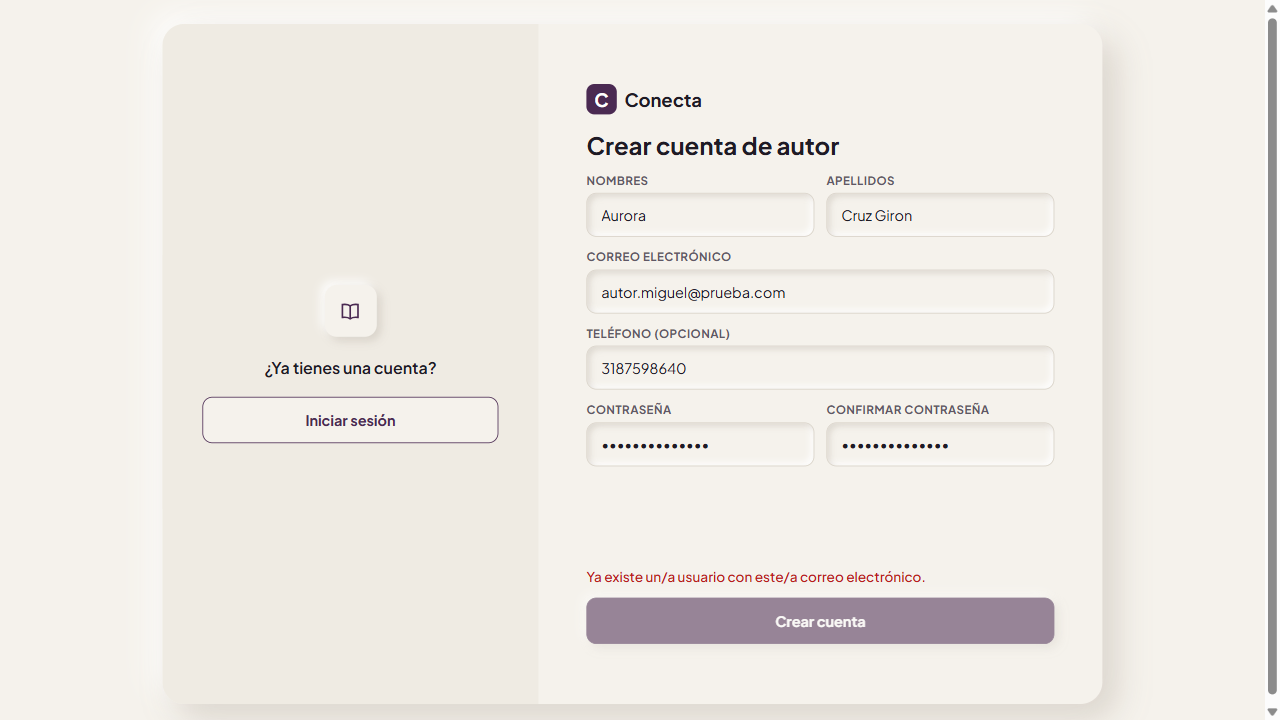 ¿Ya tienes una cuenta?
Iniciar sesión
C Conecta
Crear cuenta de autor
NOMBRES APELLIDOS
Aurora Cruz Giron
CORREO ELECTRÓNICO
autor.miguel@prueba.com
TELÉFONO (OPCIONAL)
3187598640
CONTRASEÑA CONFIRMAR CONTRASEÑA
•••••••••••••• ••••••••••••••
Ya existe un/a usuario con este/a correo electrónico.
Crear cuenta